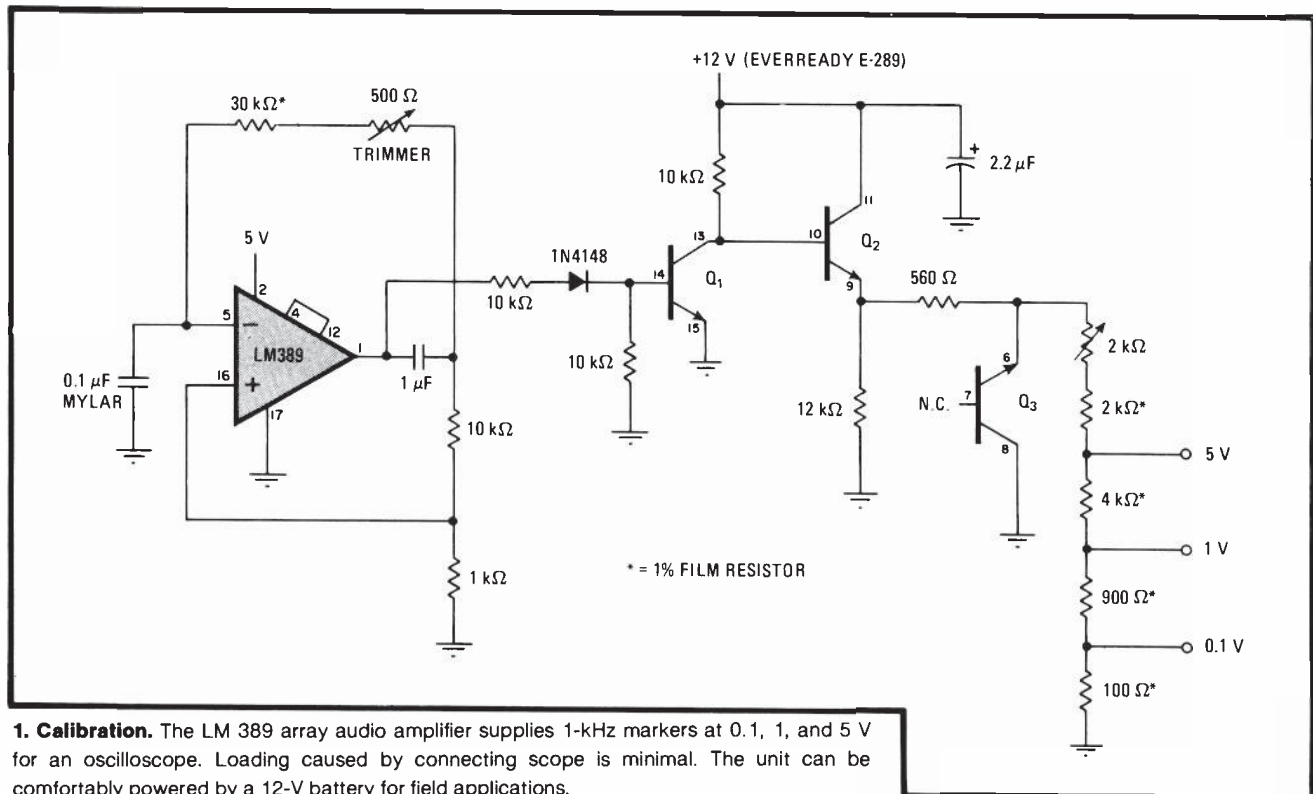 +12 V (EVERREADY E-289)
30 kΩ*
500 Ω
TRIMMER
10 kΩ
+
2.2 μF
11
10
Q2
13
9
5 V
2
4
12
5
−
LM389
1
16
+
17
0.1 μF
MYLAR
1 μF
10 kΩ
1N4148
14
Q1
15
10 kΩ
560 Ω
2 kΩ
6
N.C.
7
Q3
8
12 kΩ
2 kΩ*
5 V
4 kΩ*
1 V
10 kΩ
1 kΩ
* = 1% FILM RESISTOR
900 Ω*
0.1 V
100 Ω*
1. Calibration. The LM 389 array audio amplifier supplies 1-kHz markers at 0.1, 1, and 5 V
for an oscilloscope. Loading caused by connecting scope is minimal. The unit can be
comfortably powered by a 12-V battery for field applications.